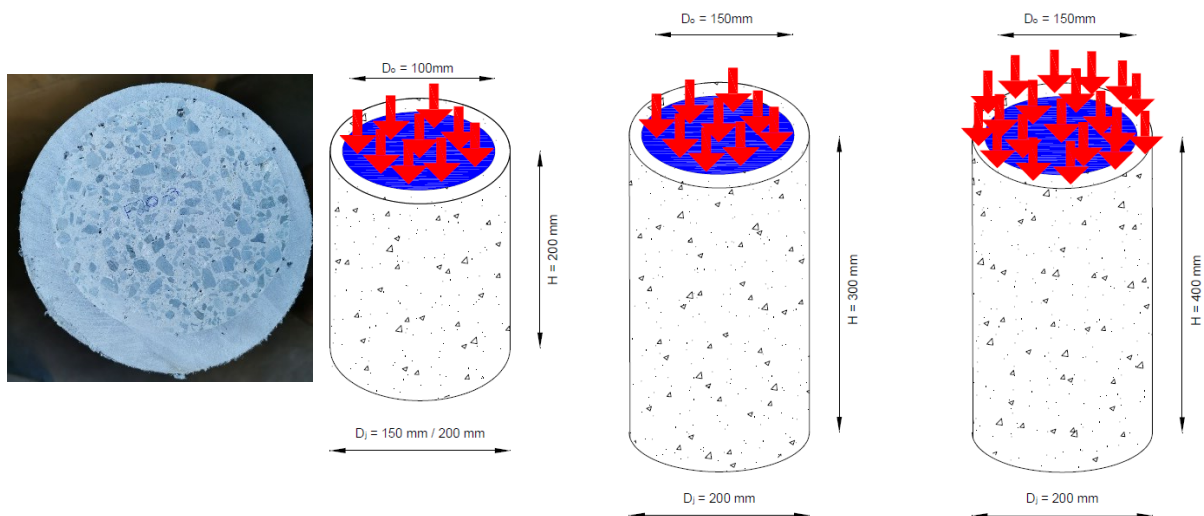 Dₒ = 100mm
H = 200 mm
Dⱼ = 150 mm / 200 mm
Dₒ = 150mm
H = 300 mm
Dⱼ = 200 mm
Dₒ = 150mm
H = 400 mm
Dⱼ = 200 mm